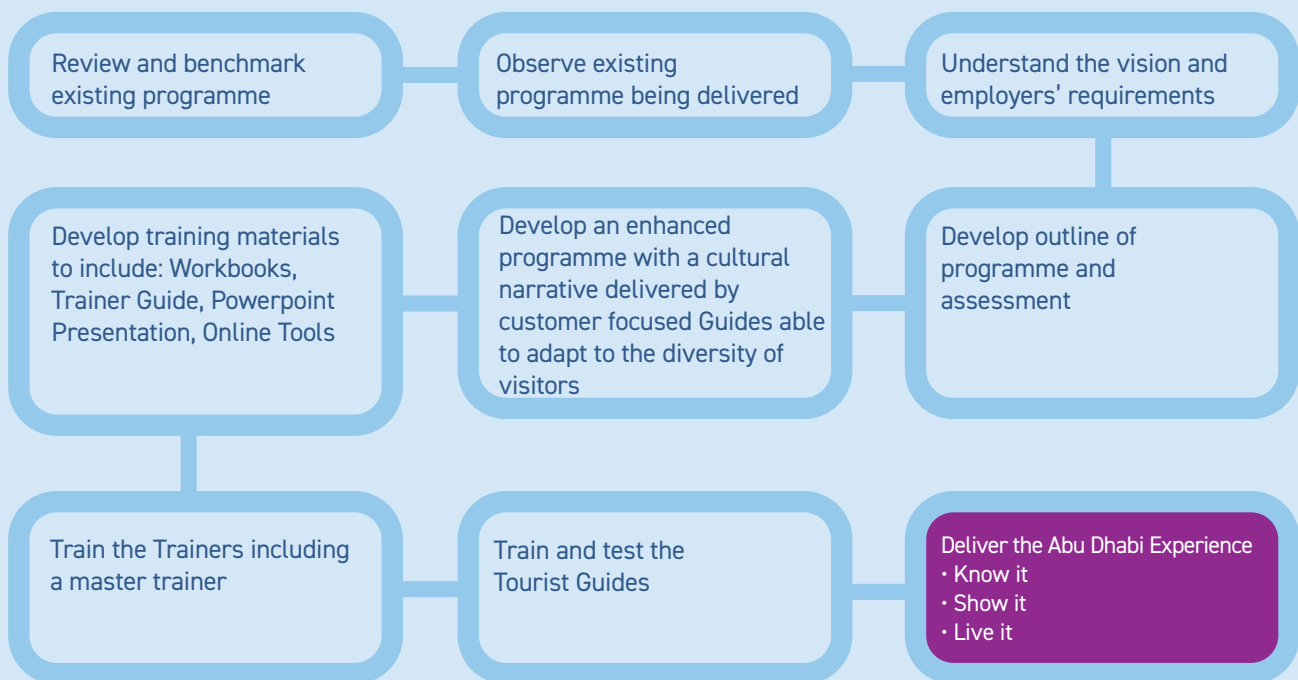 Review and benchmark
existing programme
Observe existing
programme being delivered
Understand the vision and
employers’ requirements
Develop outline of
programme and
assessment
Develop an enhanced
programme with a cultural
narrative delivered by
customer focused Guides able
to adapt to the diversity of
visitors
Develop training materials
to include: Workbooks,
Trainer Guide, Powerpoint
Presentation, Online Tools
Train the Trainers including
a master trainer
Train and test the
Tourist Guides
Deliver the Abu Dhabi Experience
• Know it
• Show it
• Live it